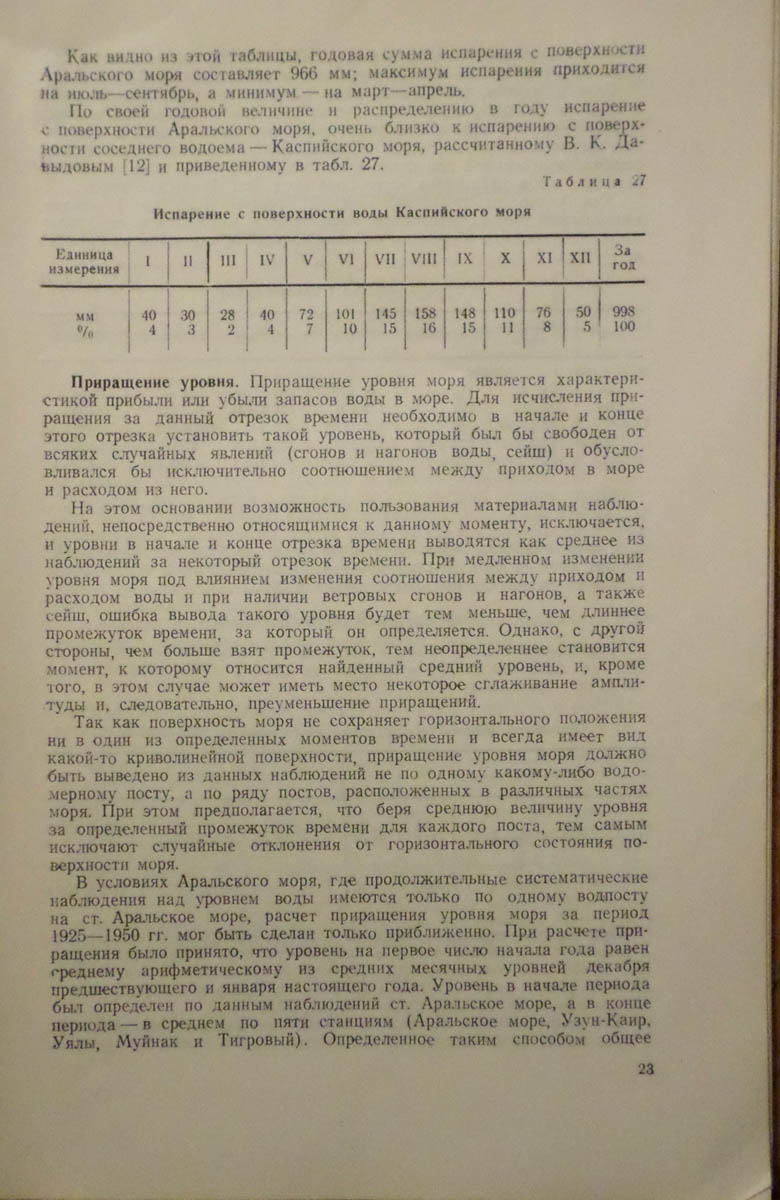 Как видно из этой таблицы, годовая сумма испарения с поверхности
Аральского моря составляет 966 мм; максимум испарения приходится
на июль—сентябрь, а минимум — на март—апрель.
По своей годовой величине и распределению в году испарение
с поверхности Аральского моря, очень близко к испарению с поверх-
ности соседнего водоема — Каспийского моря, рассчитанному В. К. Да-
выдовым [12] и приведенному в табл. 27.
Таблица 27
Испарение с поверхности воды Каспийского моря
Единица измерения I II III IV V VI VII VIII IX X XI XII За год
мм 40 30 28 40 72 101 145 158 148 110 76 50 998
% 4 3 2 4 7 10 15 16 15 11 8 5 100
Приращение уровня. Приращение уровня моря является характери-
стикой прибыли или убыли запасов воды в море. Для исчисления при-
ращения за данный отрезок времени необходимо в начале и конце
этого отрезка установить такой уровень, который был бы свободен от
всяких случайных явлений (сгонов и нагонов воды, сейш) и обусло-
вливался бы исключительно соотношением между приходом в море
и расходом из него.
На этом основании возможность пользования материалами наблю-
дений, непосредственно относящимися к данному моменту, исключается,
и уровни в начале и конце отрезка времени выводятся как среднее из
наблюдений за некоторый отрезок времени. При медленном изменении
уровня моря под влиянием изменения соотношения между приходом и
расходом воды и при наличии ветровых сгонов и нагонов, а также
сейш, ошибка вывода такого уровня будет тем меньше, чем длиннее
промежуток времени, за который он определяется. Однако, с другой
стороны, чем больше взят промежуток, тем неопределеннее становится
момент, к которому относится найденный средний уровень, и, кроме
того, в этом случае может иметь место некоторое сглаживание ампли-
туды и, следовательно, преуменьшение приращений.
Так как поверхность моря не сохраняет горизонтального положения
ни в один из определенных моментов времени и всегда имеет вид
какой-то криволинейной поверхности, приращение уровня моря должно
быть выведено из данных наблюдений не по одному какому-либо водо-
мерному посту, а по ряду постов, расположенных в различных частях
моря. При этом предполагается, что беря среднюю величину уровня
за определенный промежуток времени для каждого поста, тем самым
исключают случайные отклонения от горизонтального состояния по-
верхности моря.
В условиях Аральского моря, где продолжительные систематические
наблюдения над уровнем воды имеются только по одному водпосту
на ст. Аральское море, расчет приращения уровня моря за период
1925—1950 гг. мог быть сделан только приближенно. При расчете при-
ращения было принято, что уровень на первое число начала года равен
среднему арифметическому из средних месячных уровней декабря
предшествующего и января настоящего года. Уровень в начале периода
был определен по данным наблюдений ст. Аральское море, а в конце
периода — в среднем по пяти станциям (Аральское море, Узун-Каир,
Уялы, Муйнак и Тигровый). Определенное таким способом общее
23